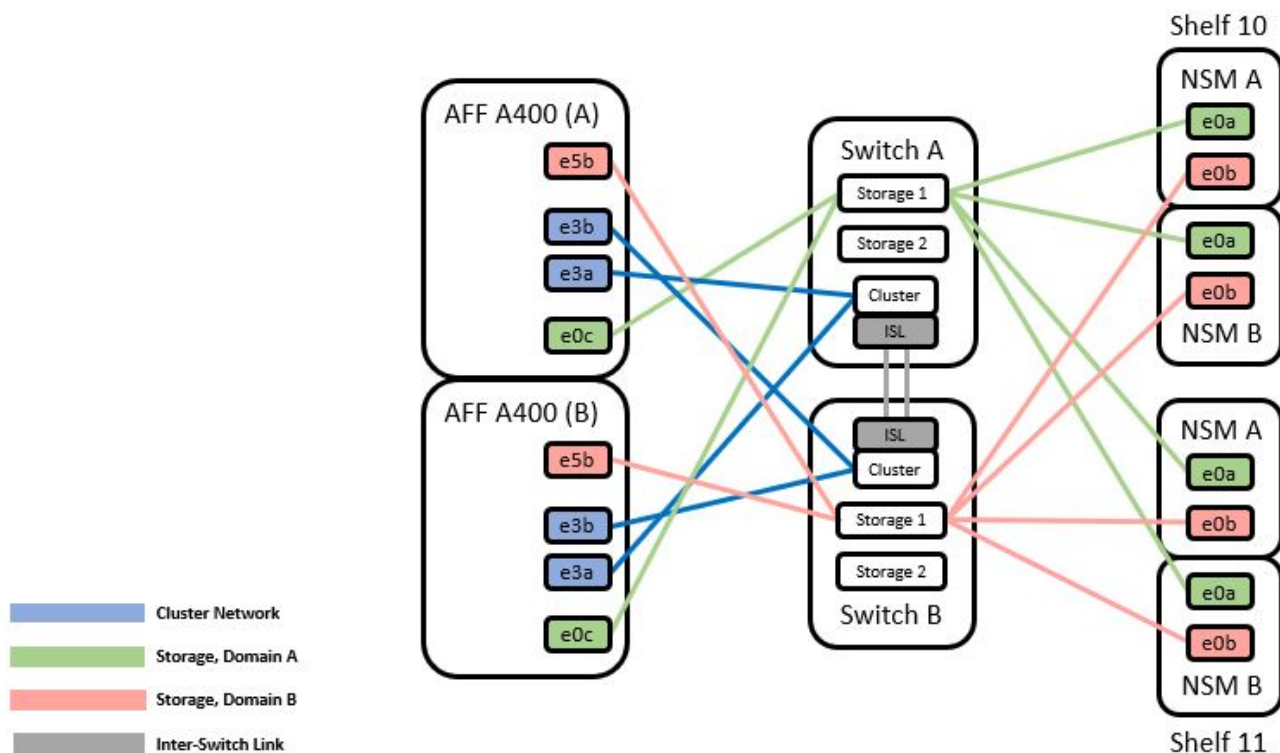 AFF A400 (A)
e5b
e3b
e3a
e0c
AFF A400 (B)
e5b
e3b
e3a
e0c
Switch A
Storage 1
Storage 2
Cluster
ISL
ISL
Cluster
Storage 1
Storage 2
Switch B
Shelf 10
NSM A
e0a
e0b
e0a
e0b
NSM B
NSM A
e0a
e0b
e0a
e0b
NSM B
Shelf 11
Cluster Network
Storage, Domain A
Storage, Domain B
Inter-Switch Link